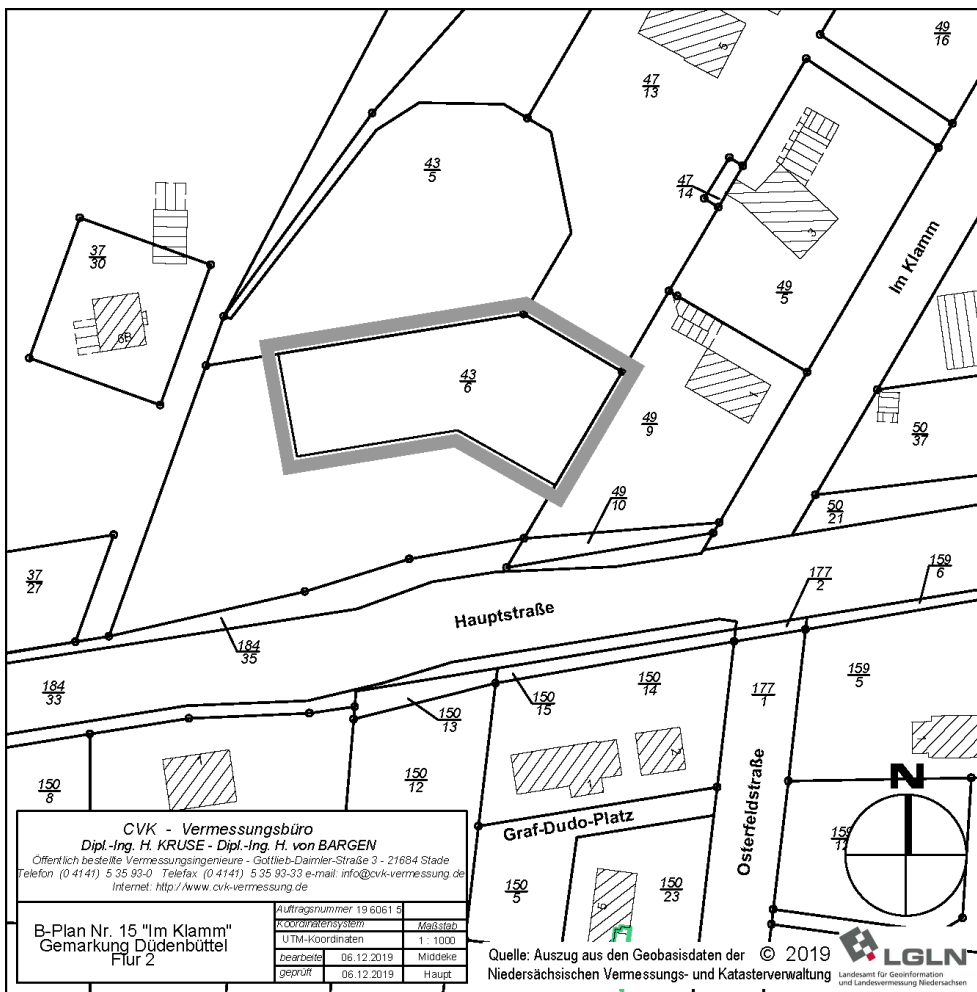 49
16
47
13
5
43
5
47
14
3
37
30
6B
49
5
Im Klamm
43
6
1
49
9
50
37
49
10
50
21
37
27
159
6
177
2
Hauptstraße
184
35
184
33
150
14
150
15
159
5
177
1
150
13
2
1
150
12
150
8
Graf-Dudo-Platz
Osterfeldstraße
N
150
5
150
23
CVK - Vermessungsbüro
Dipl.-Ing. H. KRUSE - Dipl.-Ing. H. von BARGEN
Öffentlich bestellte Vermessungsingenieure - Gottlieb-Daimler-Straße 3 - 21684 Stade
Telefon (0 4141) 5 35 93-0 Telefax (0 4141) 5 35 93-33 e-mail: info@cvk-vermessung.de
Internet: http://www.cvk-vermessung.de
B-Plan Nr. 15 "Im Klamm"
Gemarkung Düdenbüttel
Flur 2
Auftragsnummer 19 6061 5
Koordinatensystem Maßstab
UTM-Koordinaten 1 : 1000
bearbeitet 06.12.2019 Middeke
geprüft 06.12.2019 Haupt
Quelle: Auszug aus den Geobasisdaten der © 2019
Niedersächsischen Vermessungs- und Katasterverwaltung
LGLN
Landesamt für Geoinformation
und Landesvermessung Niedersachsen